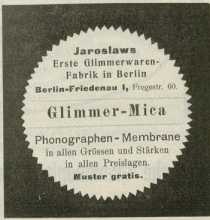 Jaroslaws
Erste Glimmerwaren-
Fabrik in Berlin
Berlin-Friedenau 1, Fregestr. 60.
Glimmer-Mica
Phonographen-Membrane
in allen Grössen und Stärken
in allen Preislagen.
Muster gratis.